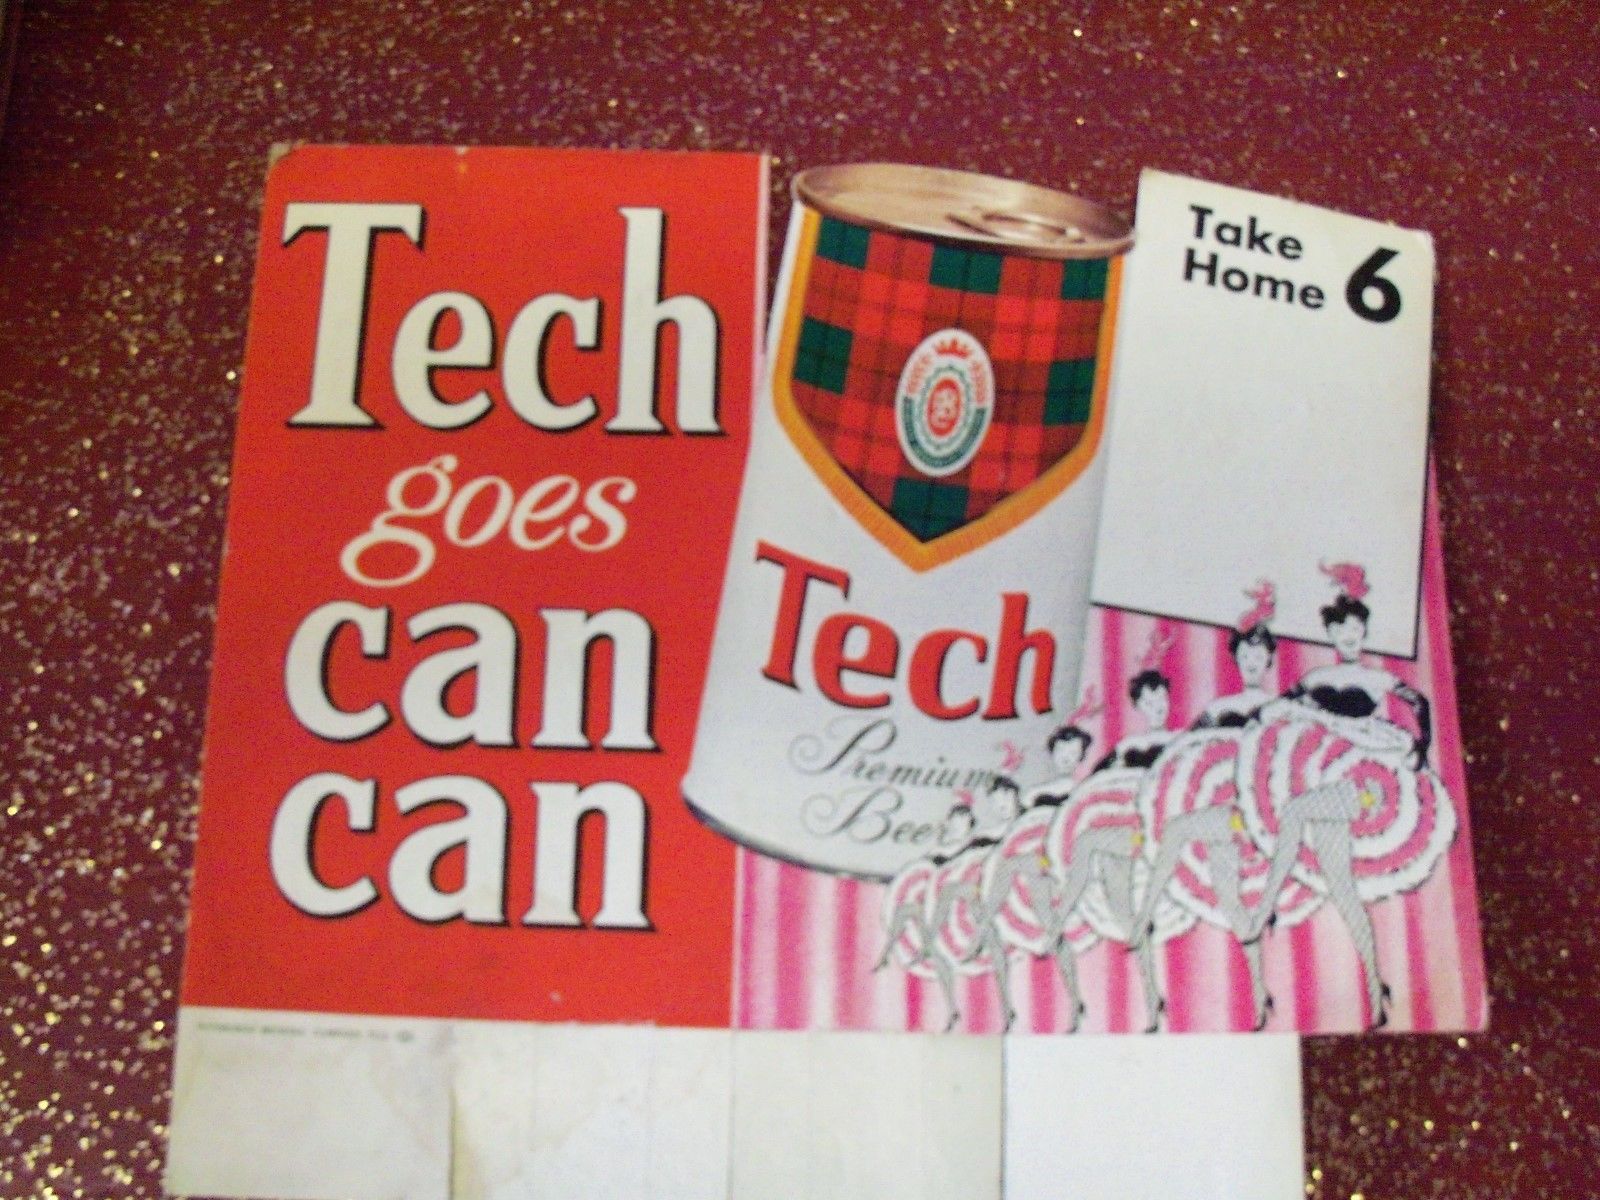 Tech
goes
can
can
Take
Home 6
Tech
Premium
Beer